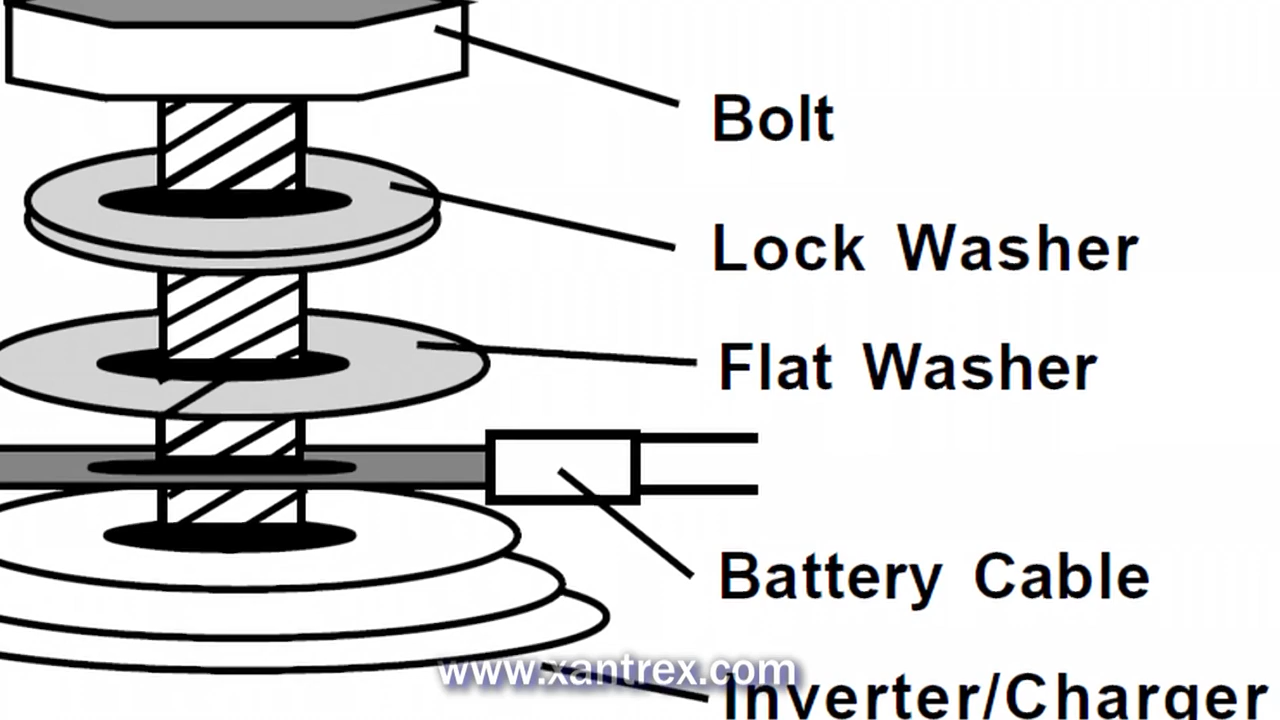 Bolt
Lock Washer
Flat Washer
Battery Cable
www.xantrex.com
Inverter/Charger